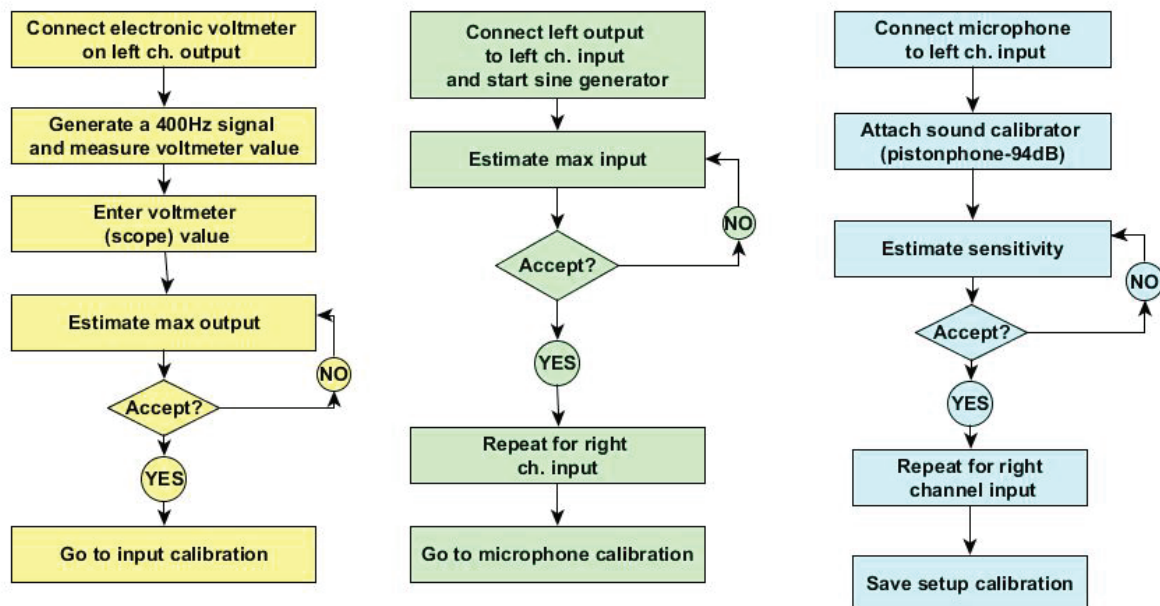 Connect electronic voltmeter
on left ch. output
Generate a 400Hz signal
and measure voltmeter value
Enter voltmeter
(scope) value
Estimate max output
NO
Accept?
YES
Go to input calibration
Connect left output
to left ch. input
and start sine generator
Estimate max input
NO
Accept?
YES
Repeat for right
ch. input
Go to microphone calibration
Connect microphone
to left ch. input
Attach sound calibrator
(pistonphone-94dB)
Estimate sensitivity
NO
Accept?
YES
Repeat for right
channel input
Save setup calibration